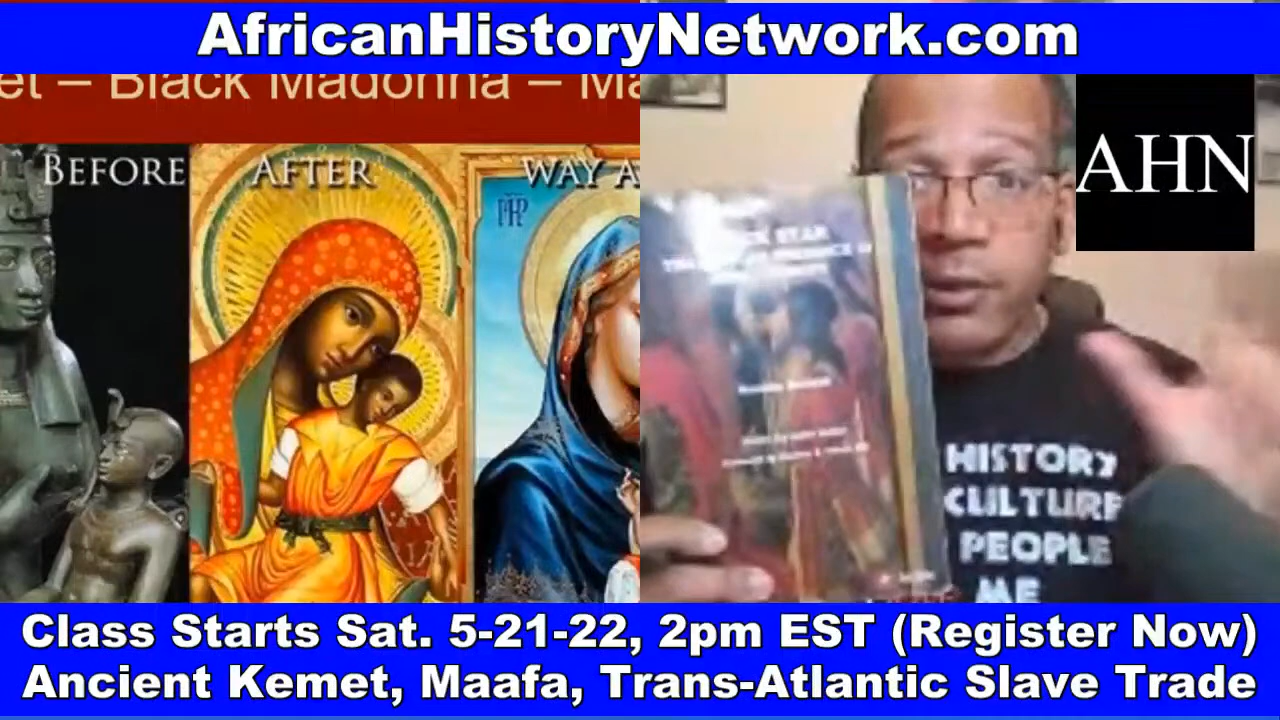 AfricanHistoryNetwork.com
et – Black Madonna – Ma
BEFORE
AFTER
WAY A
AHN
HISTORY
CULTURE
PEOPLE
ME
Class Starts Sat. 5-21-22, 2pm EST (Register Now)
Ancient Kemet, Maafa, Trans-Atlantic Slave Trade